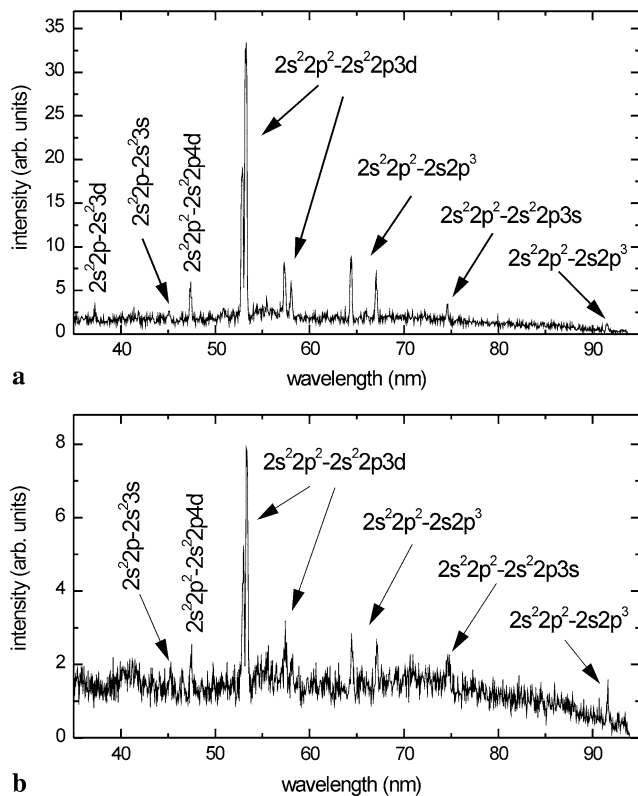 35
30
25
20
15
10
5
0
intensity (arb. units)
2s²2p-2s²3d
2s²2p-2s²3s
2s²2p²-2s²2p4d
2s²2p²-2s²2p3d
2s²2p²-2s2p³
2s²2p²-2s²2p3s
2s²2p²-2s2p³
40 50 60 70 80 90
wavelength (nm)
a
8
6
4
2
0
intensity (arb. units)
2s²2p-2s²3s
2s²2p²-2s²2p4d
2s²2p²-2s²2p3d
2s²2p²-2s2p³
2s²2p²-2s²2p3s
2s²2p²-2s2p³
40 50 60 70 80 90
wavelength (nm)
b